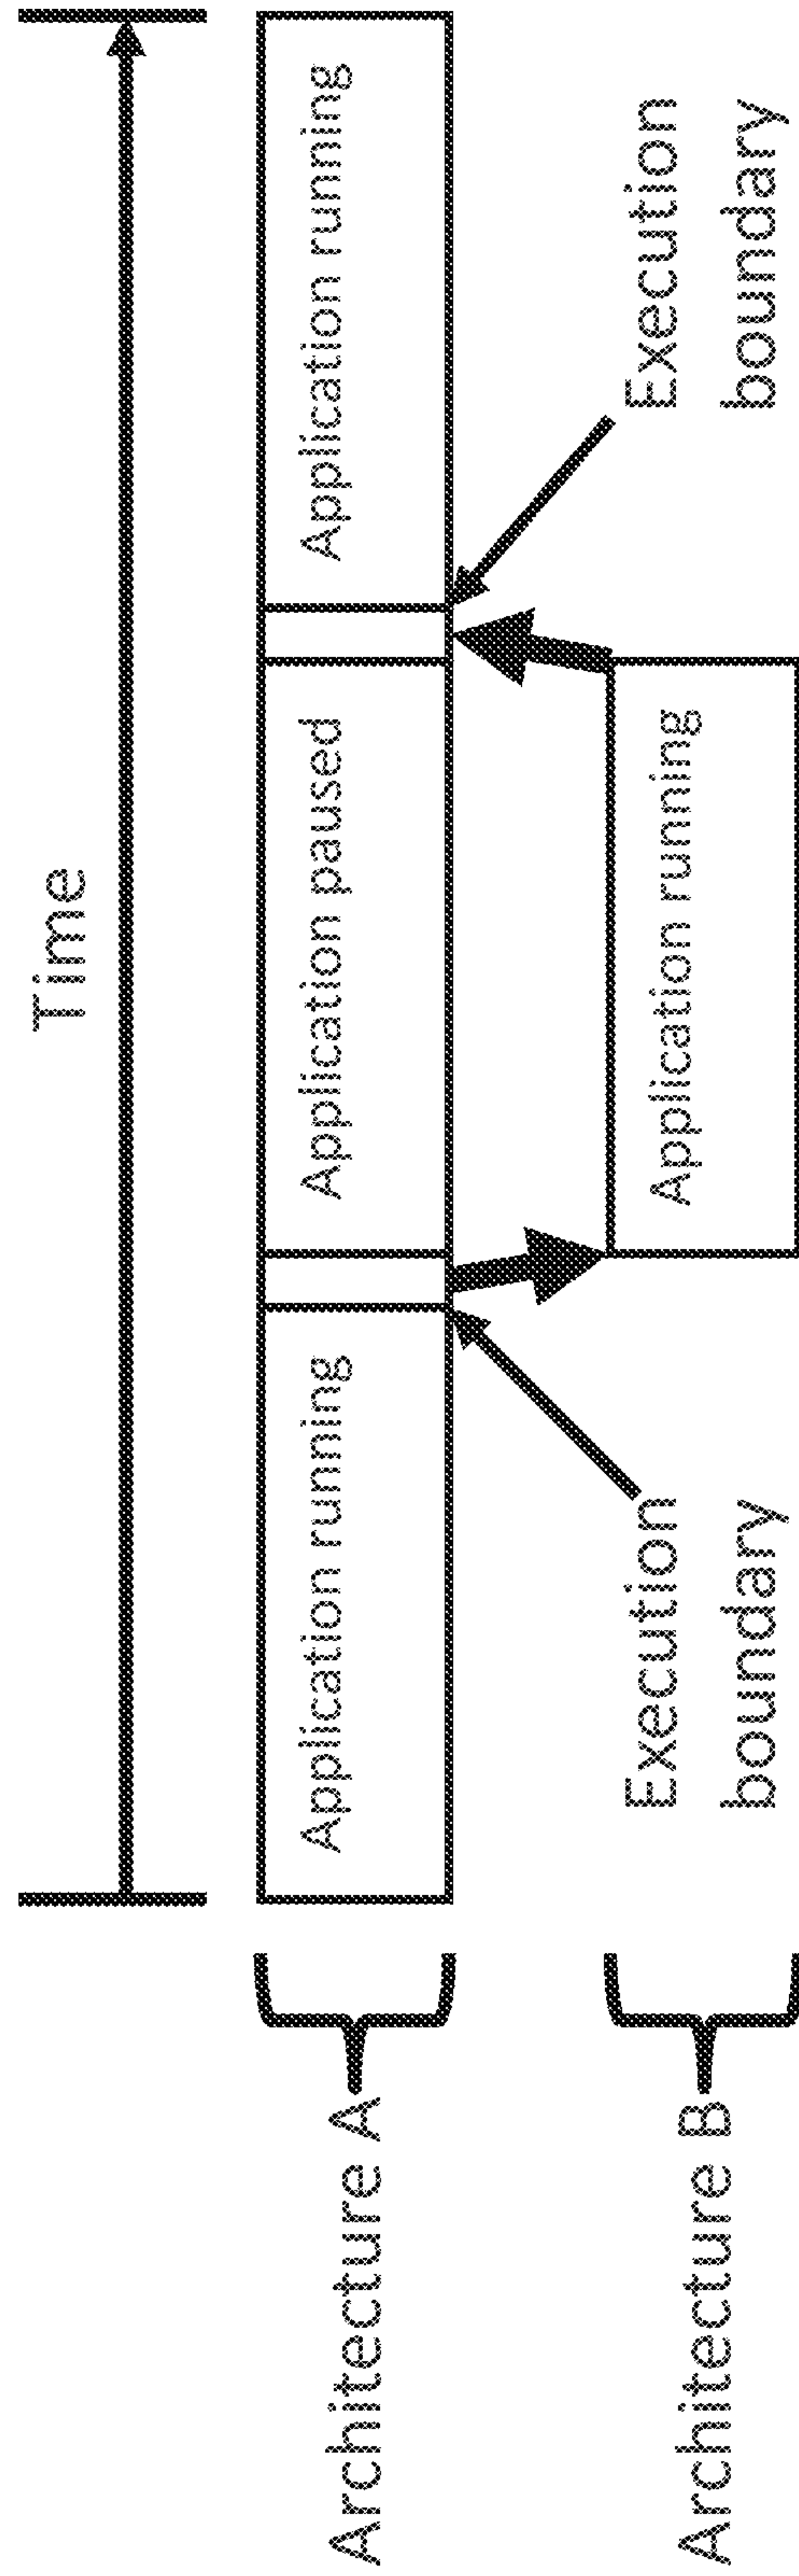 Time
Architecture A
Application running
Application paused
Application running
Architecture B
Application running
Execution
boundary
Execution
boundary